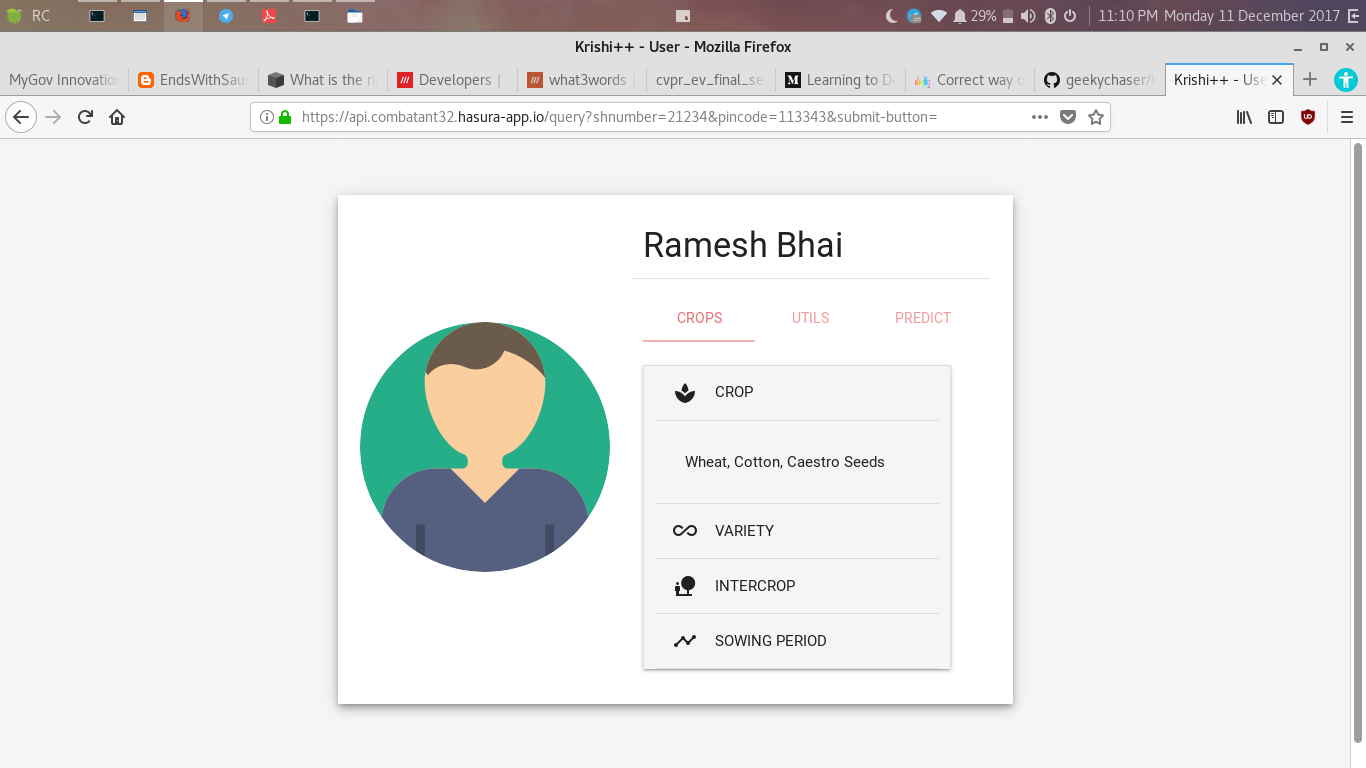 RC
29%
11:10 PM Monday 11 December 2017
Krishi++ - User - Mozilla Firefox
MyGov Innovation
EndsWithSau
What is the ri
Developers |
what3words |
cvpr_ev_final_se
Learning to De
Correct way o
geekychaser/
Krishi++ - Use
https://api.combatant32.hasura-app.io/query?shnumber=21234&pincode=113343&submit-button=
Ramesh Bhai
CROPS UTILS PREDICT
CROP
Wheat, Cotton, Caestro Seeds
VARIETY
INTERCROP
SOWING PERIOD